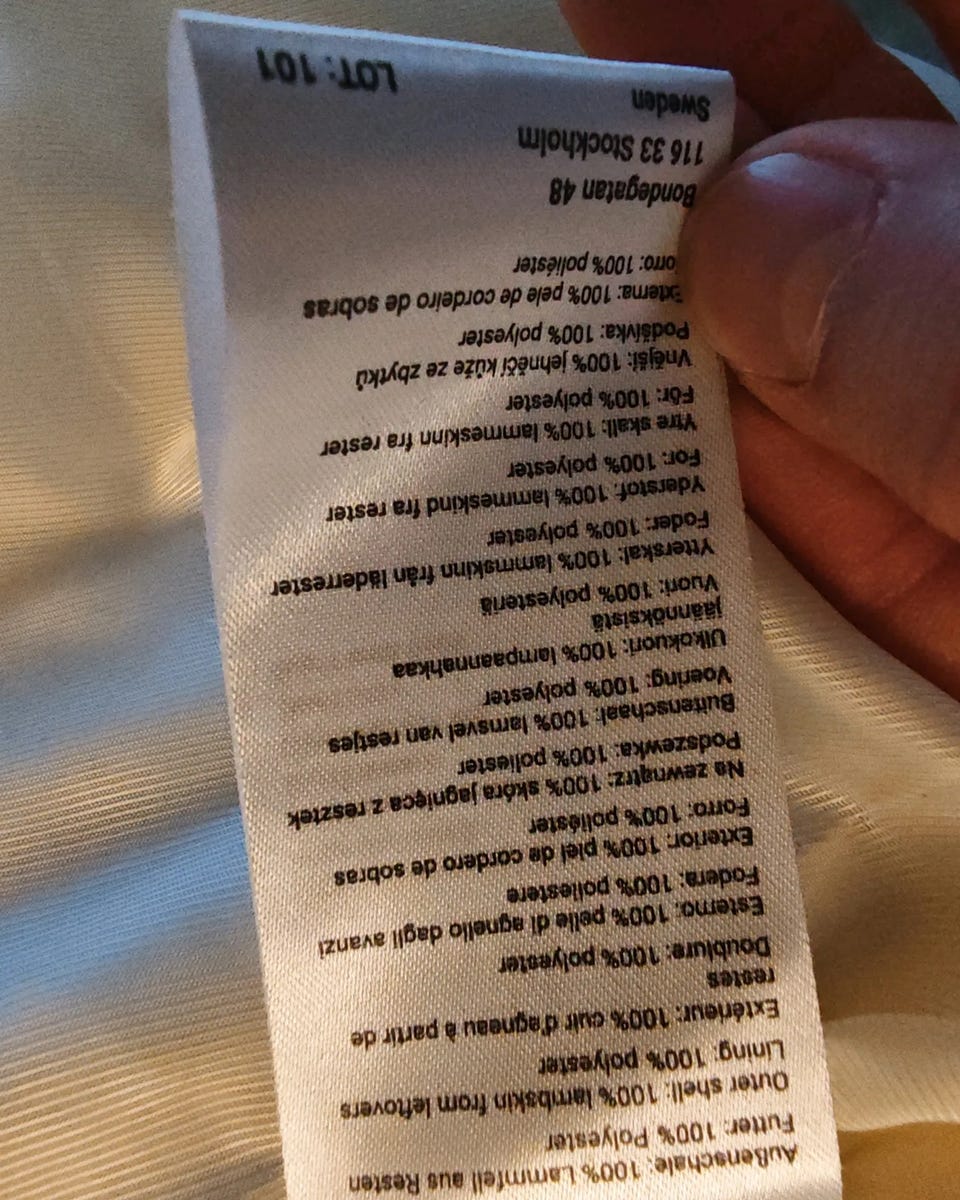 Außenschale: 100% Lammfell aus Resten
Futter: 100% Polyester
Outer shell: 100% lambskin from leftovers
Lining: 100% polyester
Extérieur: 100% cuir d'agneau à partir de
restes
Doublure: 100% polyester
Esterno: 100% pelle di agnello dagli avanzi
Fodera: 100% poliestere
Exterior: 100% piel de cordero de sobras
Forro: 100% poliéster
Na zewnątrz: 100% skóra jagnięca z resztek
Podszewka: 100% poliester
Buitenschaal: 100% lamsvel van restjes
Voering: 100% polyester
Ulkokuori: 100% lampaannahkaa
jäännöksistä
Vuori: 100% polyesteriä
Ytterskal: 100% lammskinn från läderrester
Foder: 100% polyester
Yderstof: 100% lammeskind fra rester
For: 100% polyester
Ytre skall: 100% lammeskinn fra rester
Fôr: 100% polyester
Vnější: 100% jehněčí kůže ze zbytků
Podšívka: 100% polyester
Externa: 100% pele de cordeiro de sobras
Forro: 100% poliéster
Bondegatan 48
116 33 Stockholm
Sweden
LOT: 101